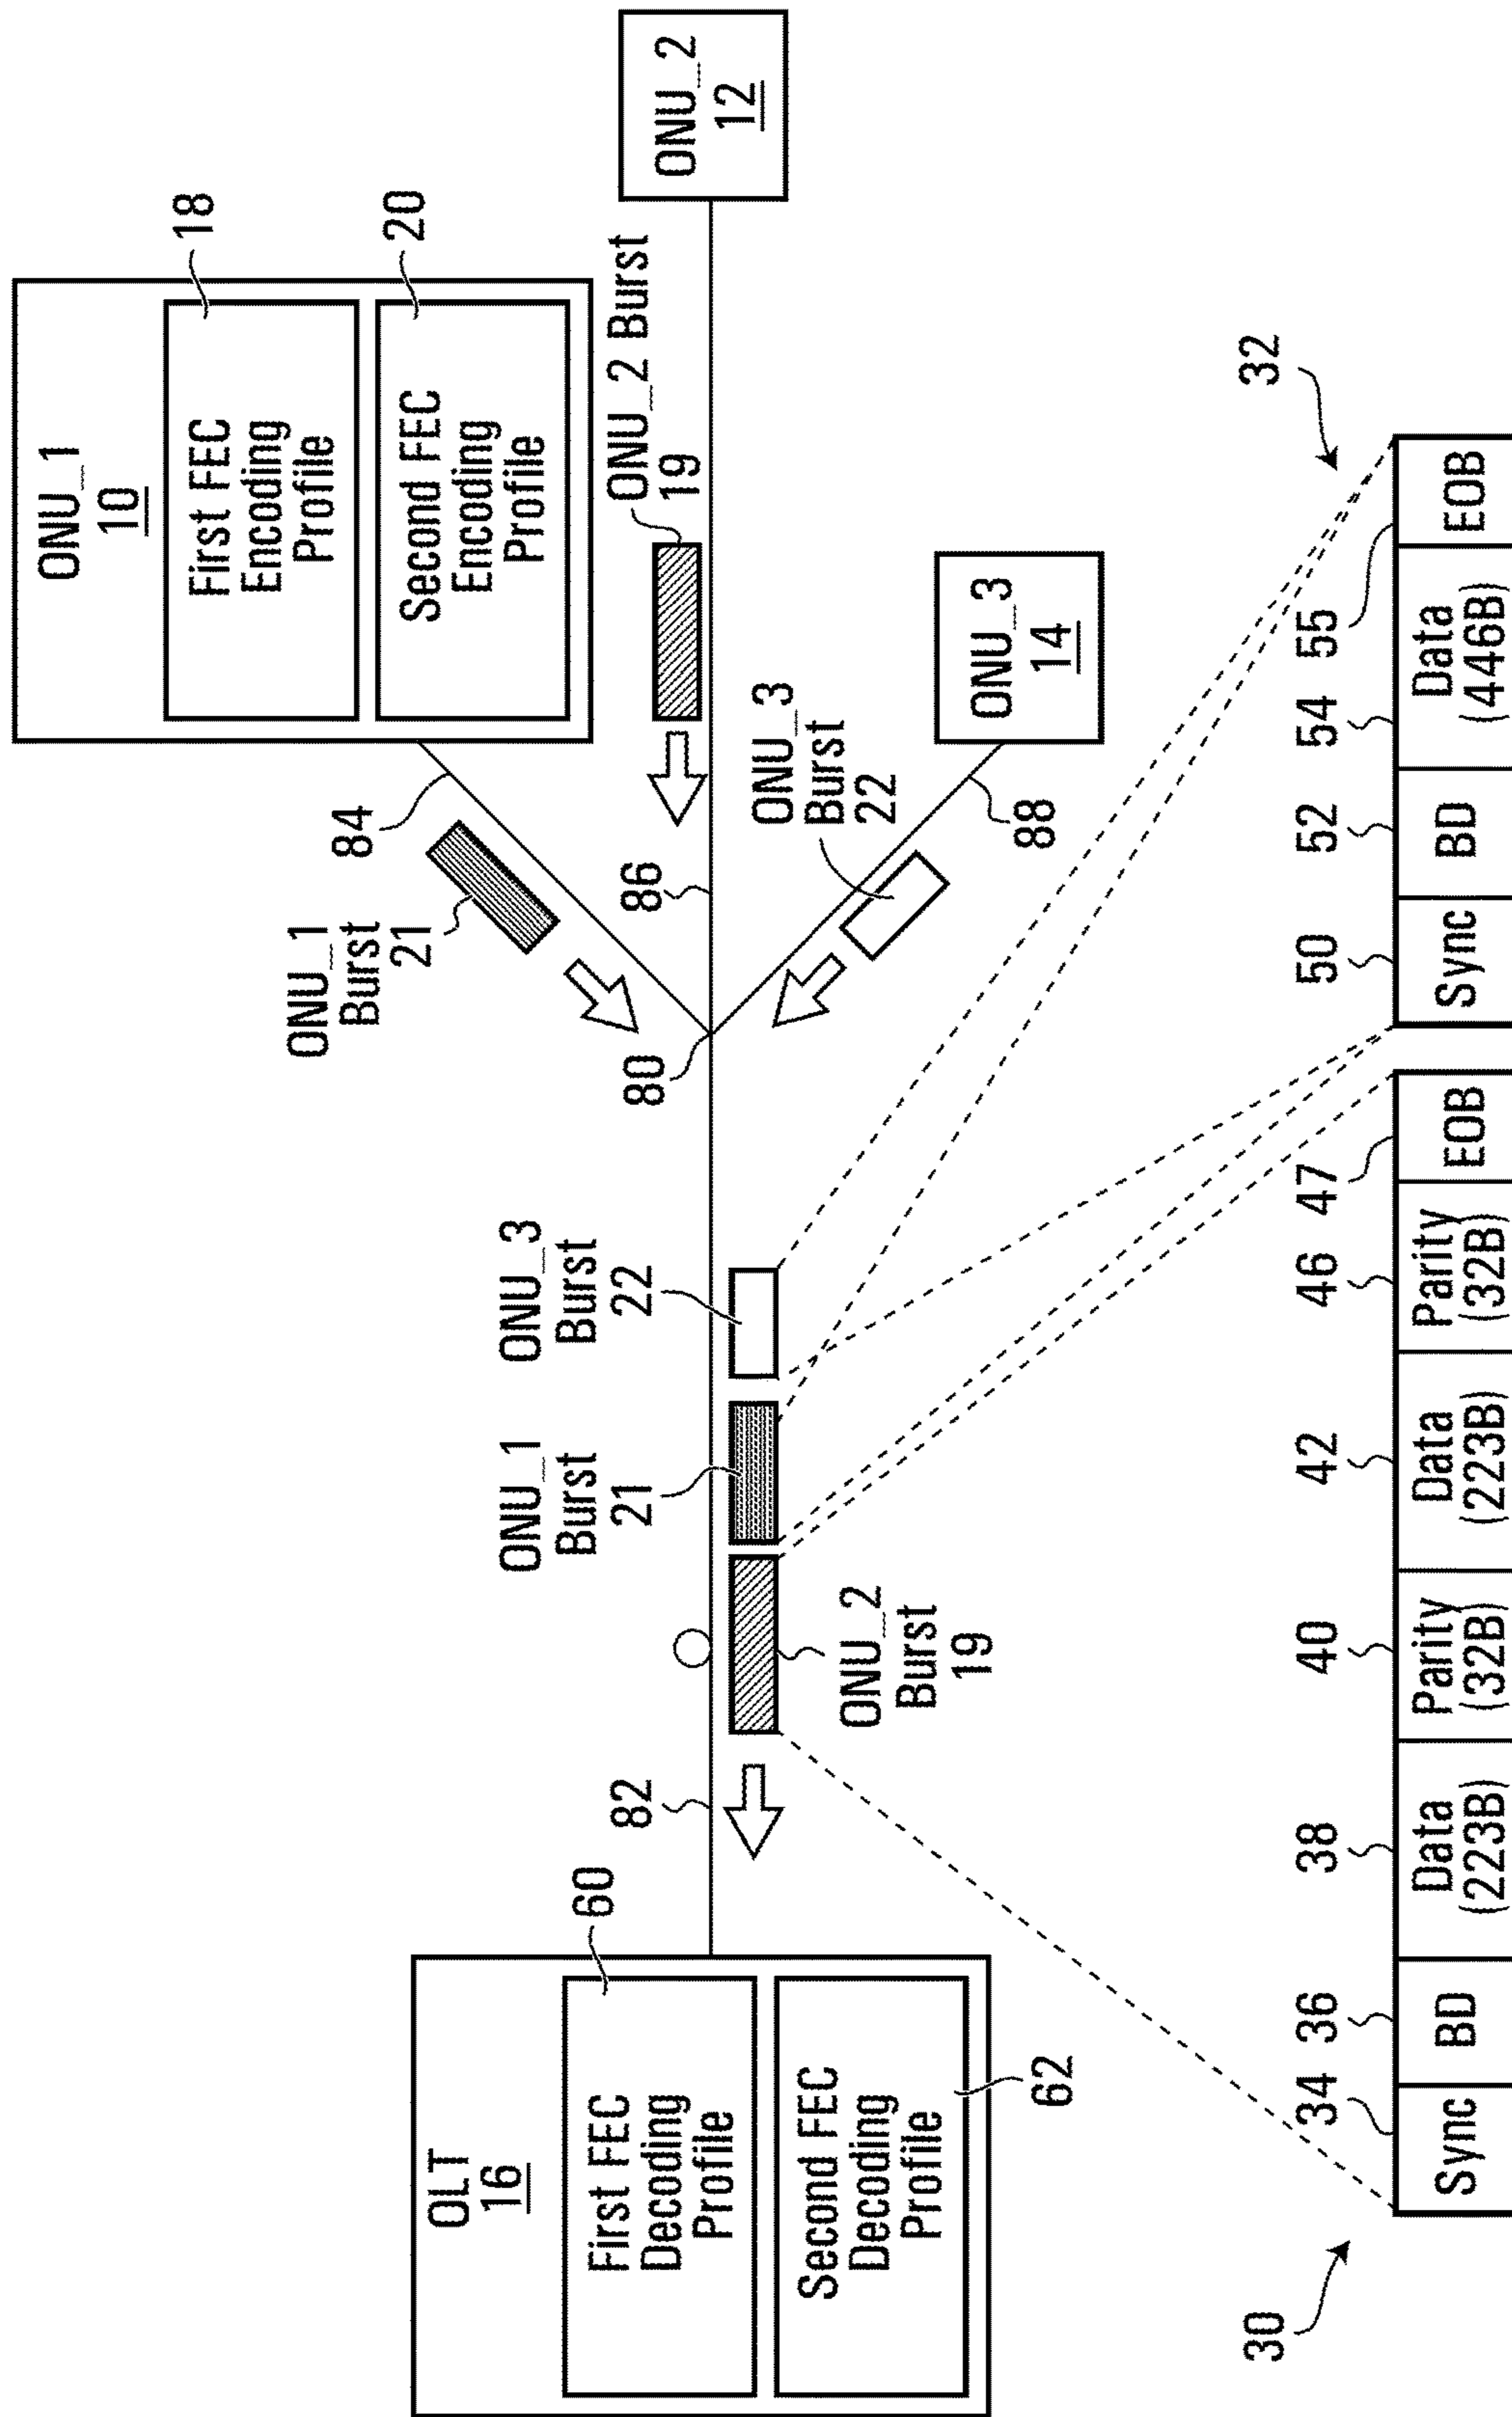 ONU_1
10
First FEC
Encoding
Profile
18
Second FEC
Encoding
Profile
20
ONU_2
12
ONU_2 Burst
19
84
ONU_1
Burst
21
86
ONU_3
Burst
22
ONU_3
14
88
80
ONU_3
Burst
22
ONU_1
Burst
21
ONU_2
Burst
19
82
OLT
16
First FEC
Decoding
Profile
60
Second FEC
Decoding
Profile
62
30
34
36
38
40
42
46
47
Sync
BD
Data
(223B)
Parity
(32B)
Data
(223B)
Parity
(32B)
EOB
32
50
52
54
55
Sync
BD
Data
(446B)
EOB